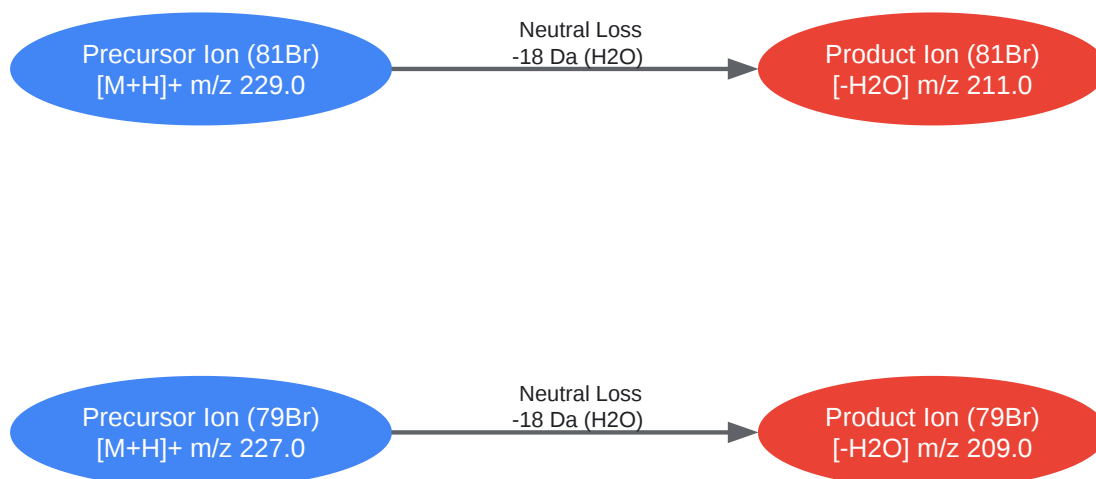 Precursor Ion (81Br)
[M+H]+ m/z 229.0
Neutral Loss
-18 Da (H2O)
Product Ion (81Br)
[-H2O] m/z 211.0
Precursor Ion (79Br)
[M+H]+ m/z 227.0
Neutral Loss
-18 Da (H2O)
Product Ion (79Br)
[-H2O] m/z 209.0